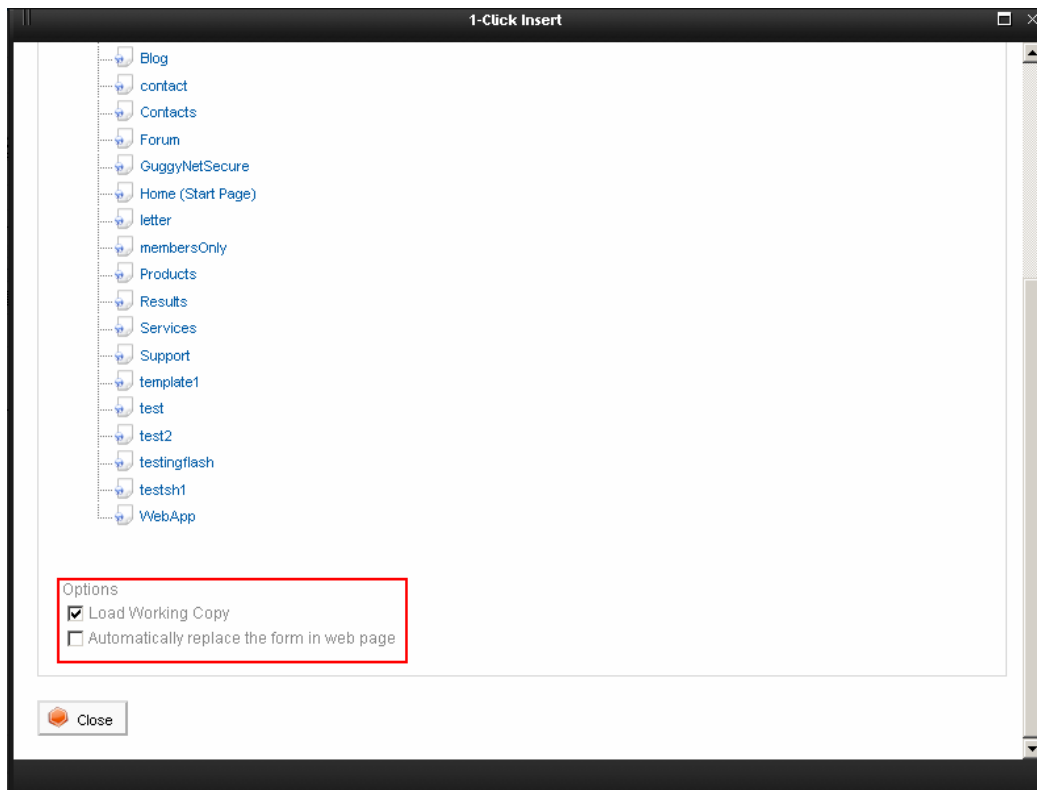 1-Click Insert
Blog
contact
Contacts
Forum
GuggyNetSecure
Home (Start Page)
letter
membersOnly
Products
Results
Services
Support
template1
test
test2
testingflash
testsh1
WebApp
Options
Load Working Copy
Automatically replace the form in web page
Close